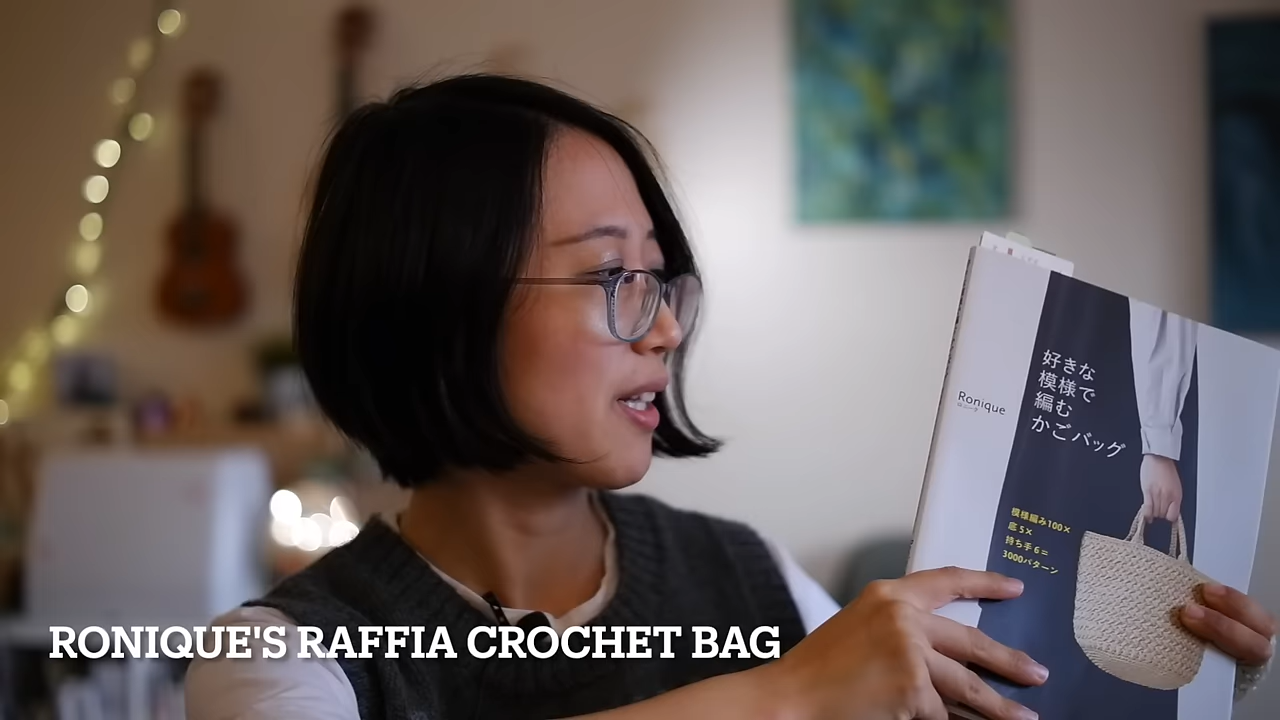 Ronique
好きな
模様で
編む
かごバッグ
模様編み100×
底5×
持ち手6=
3000パターン
RONIQUE'S RAFFIA CROCHET BAG